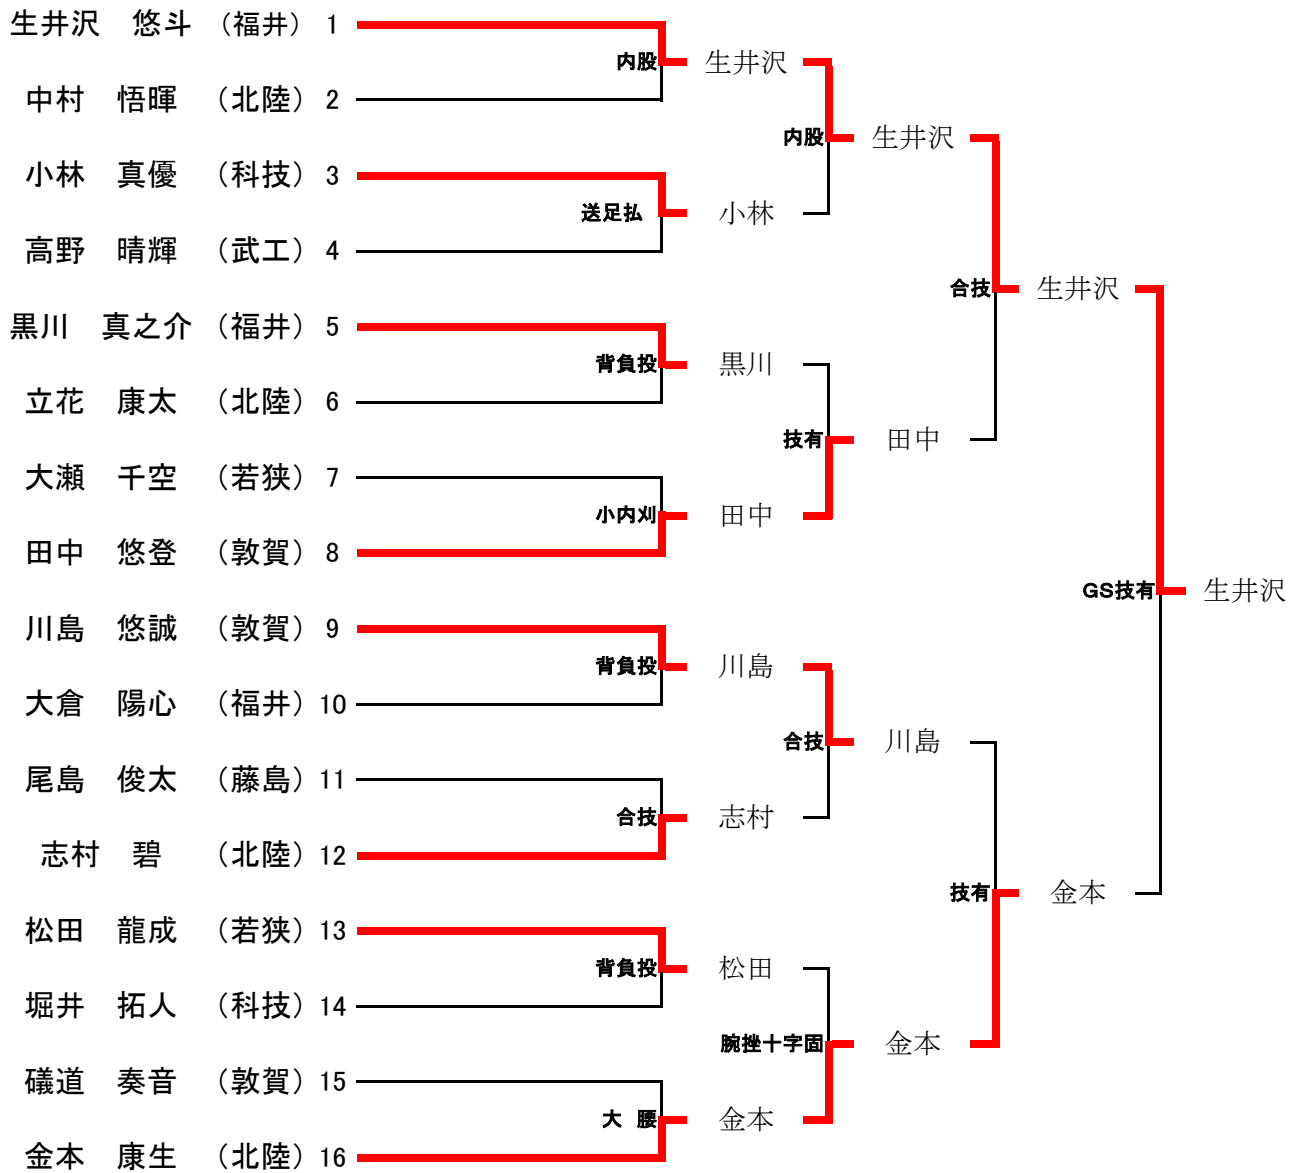 生井沢　悠斗　（福井） 1
内股 生井沢
中村　悟暉　（北陸） 2
内股 生井沢
小林　真優　（科技） 3
送足払 小林
高野　晴輝　（武工） 4
合技 生井沢
黒川　真之介　（福井） 5
背負投 黒川
立花　康太　（北陸） 6
技有 田中
大瀬　千空　（若狭） 7
小内刈 田中
田中　悠登　（敦賀） 8
GS技有 生井沢
川島　悠誠　（敦賀） 9
背負投 川島
大倉　陽心　（福井） 10
合技 川島
尾島　俊太　（藤島） 11
合技 志村
志村　碧　（北陸） 12
技有 金本
松田　龍成　（若狭） 13
背負投 松田
堀井　拓人　（科技） 14
腕挫十字固 金本
礒道　奏音　（敦賀） 15
大　腰 金本
金本　康生　（北陸） 16